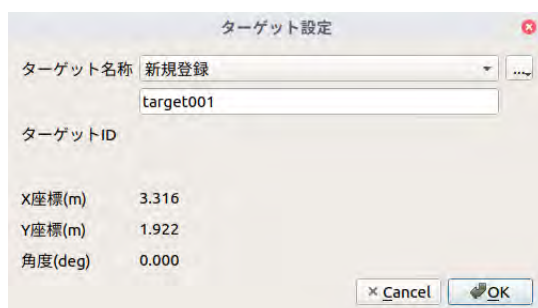 ターゲット設定
ターゲット名称 新規登録 ...
target001
ターゲットID
X座標(m) 3.316
Y座標(m) 1.922
角度(deg) 0.000
Cancel OK